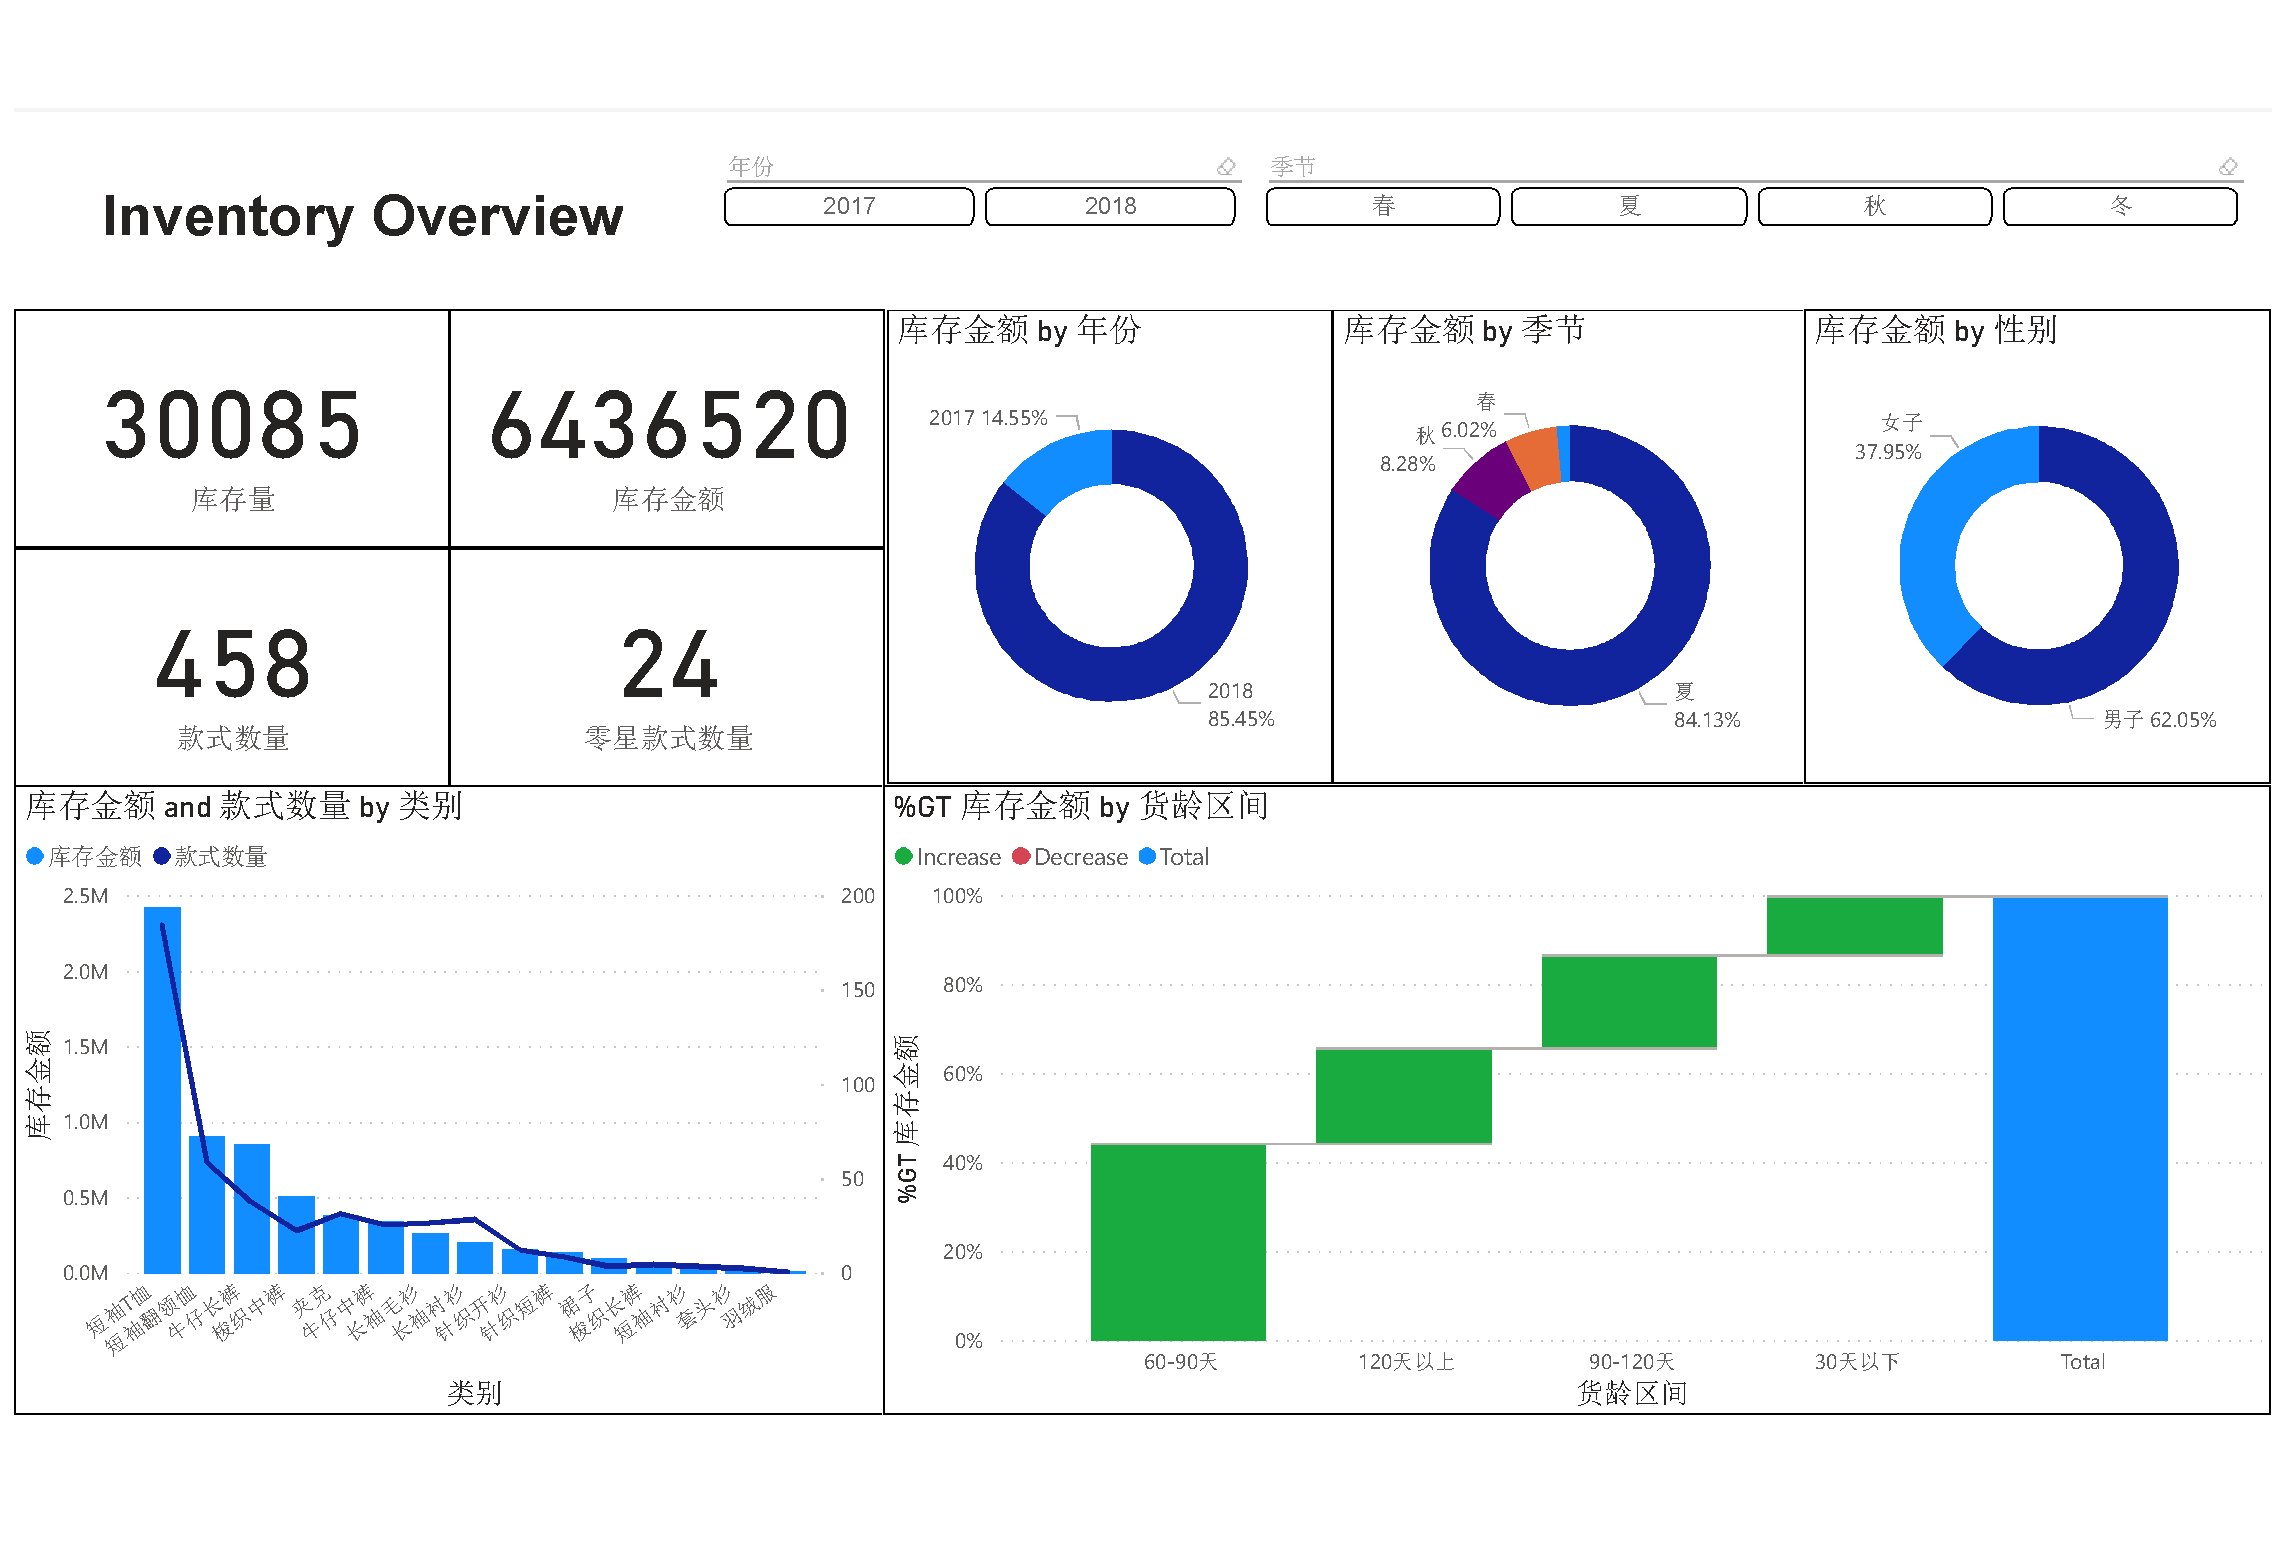 年份
季节
Inventory Overview
2017
2018
春
夏
秋
冬
30085
库存量
6436520
库存金额
458
款式数量
24
零星款式数量
库存金额 by 年份
2017 14.55%
2018
85.45%
库存金额 by 季节
春
6.02%
秋
8.28%
夏
84.13%
库存金额 by 性别
女子
37.95%
男子 62.05%
库存金额 and 款式数量 by 类别
库存金额 款式数量
2.5M
2.0M
1.5M
1.0M
0.5M
0.0M
库存金额
200
150
100
50
0
短袖T恤
短袖翻领恤
牛仔长裤
梭织中裤
夹克
牛仔中裤
长袖毛衫
长袖衬衫
针织开衫
针织短裤
裙子
梭织长裤
短袖衬衫
套头衫
羽绒服
类别
%GT 库存金额 by 货龄区间
Increase Decrease Total
100%
80%
60%
40%
20%
0%
%GT 库存金额
60-90天
120天以上
90-120天
30天以下
Total
货龄区间